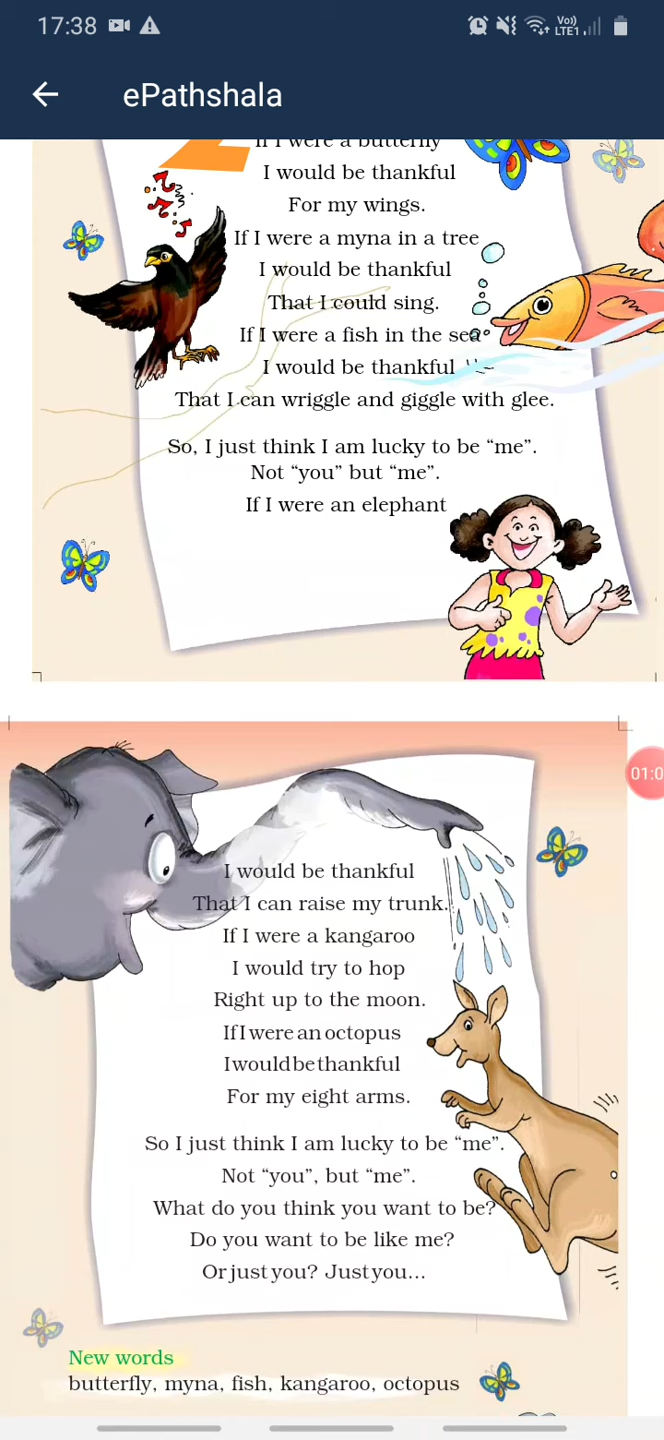 17:38
Vo))
LTE1
ePathshala
If I were a butterfly
I would be thankful
For my wings.
If I were a myna in a tree
I would be thankful
That I could sing.
If I were a fish in the sea
I would be thankful
That I can wriggle and giggle with glee.
So, I just think I am lucky to be “me”.
Not “you” but “me”.
If I were an elephant
01:0
I would be thankful
That I can raise my trunk.
If I were a kangaroo
I would try to hop
Right up to the moon.
If I were an octopus
I would be thankful
For my eight arms.
So I just think I am lucky to be “me”.
Not “you”, but “me”.
What do you think you want to be?
Do you want to be like me?
Or just you? Just you...
New words
butterfly, myna, fish, kangaroo, octopus